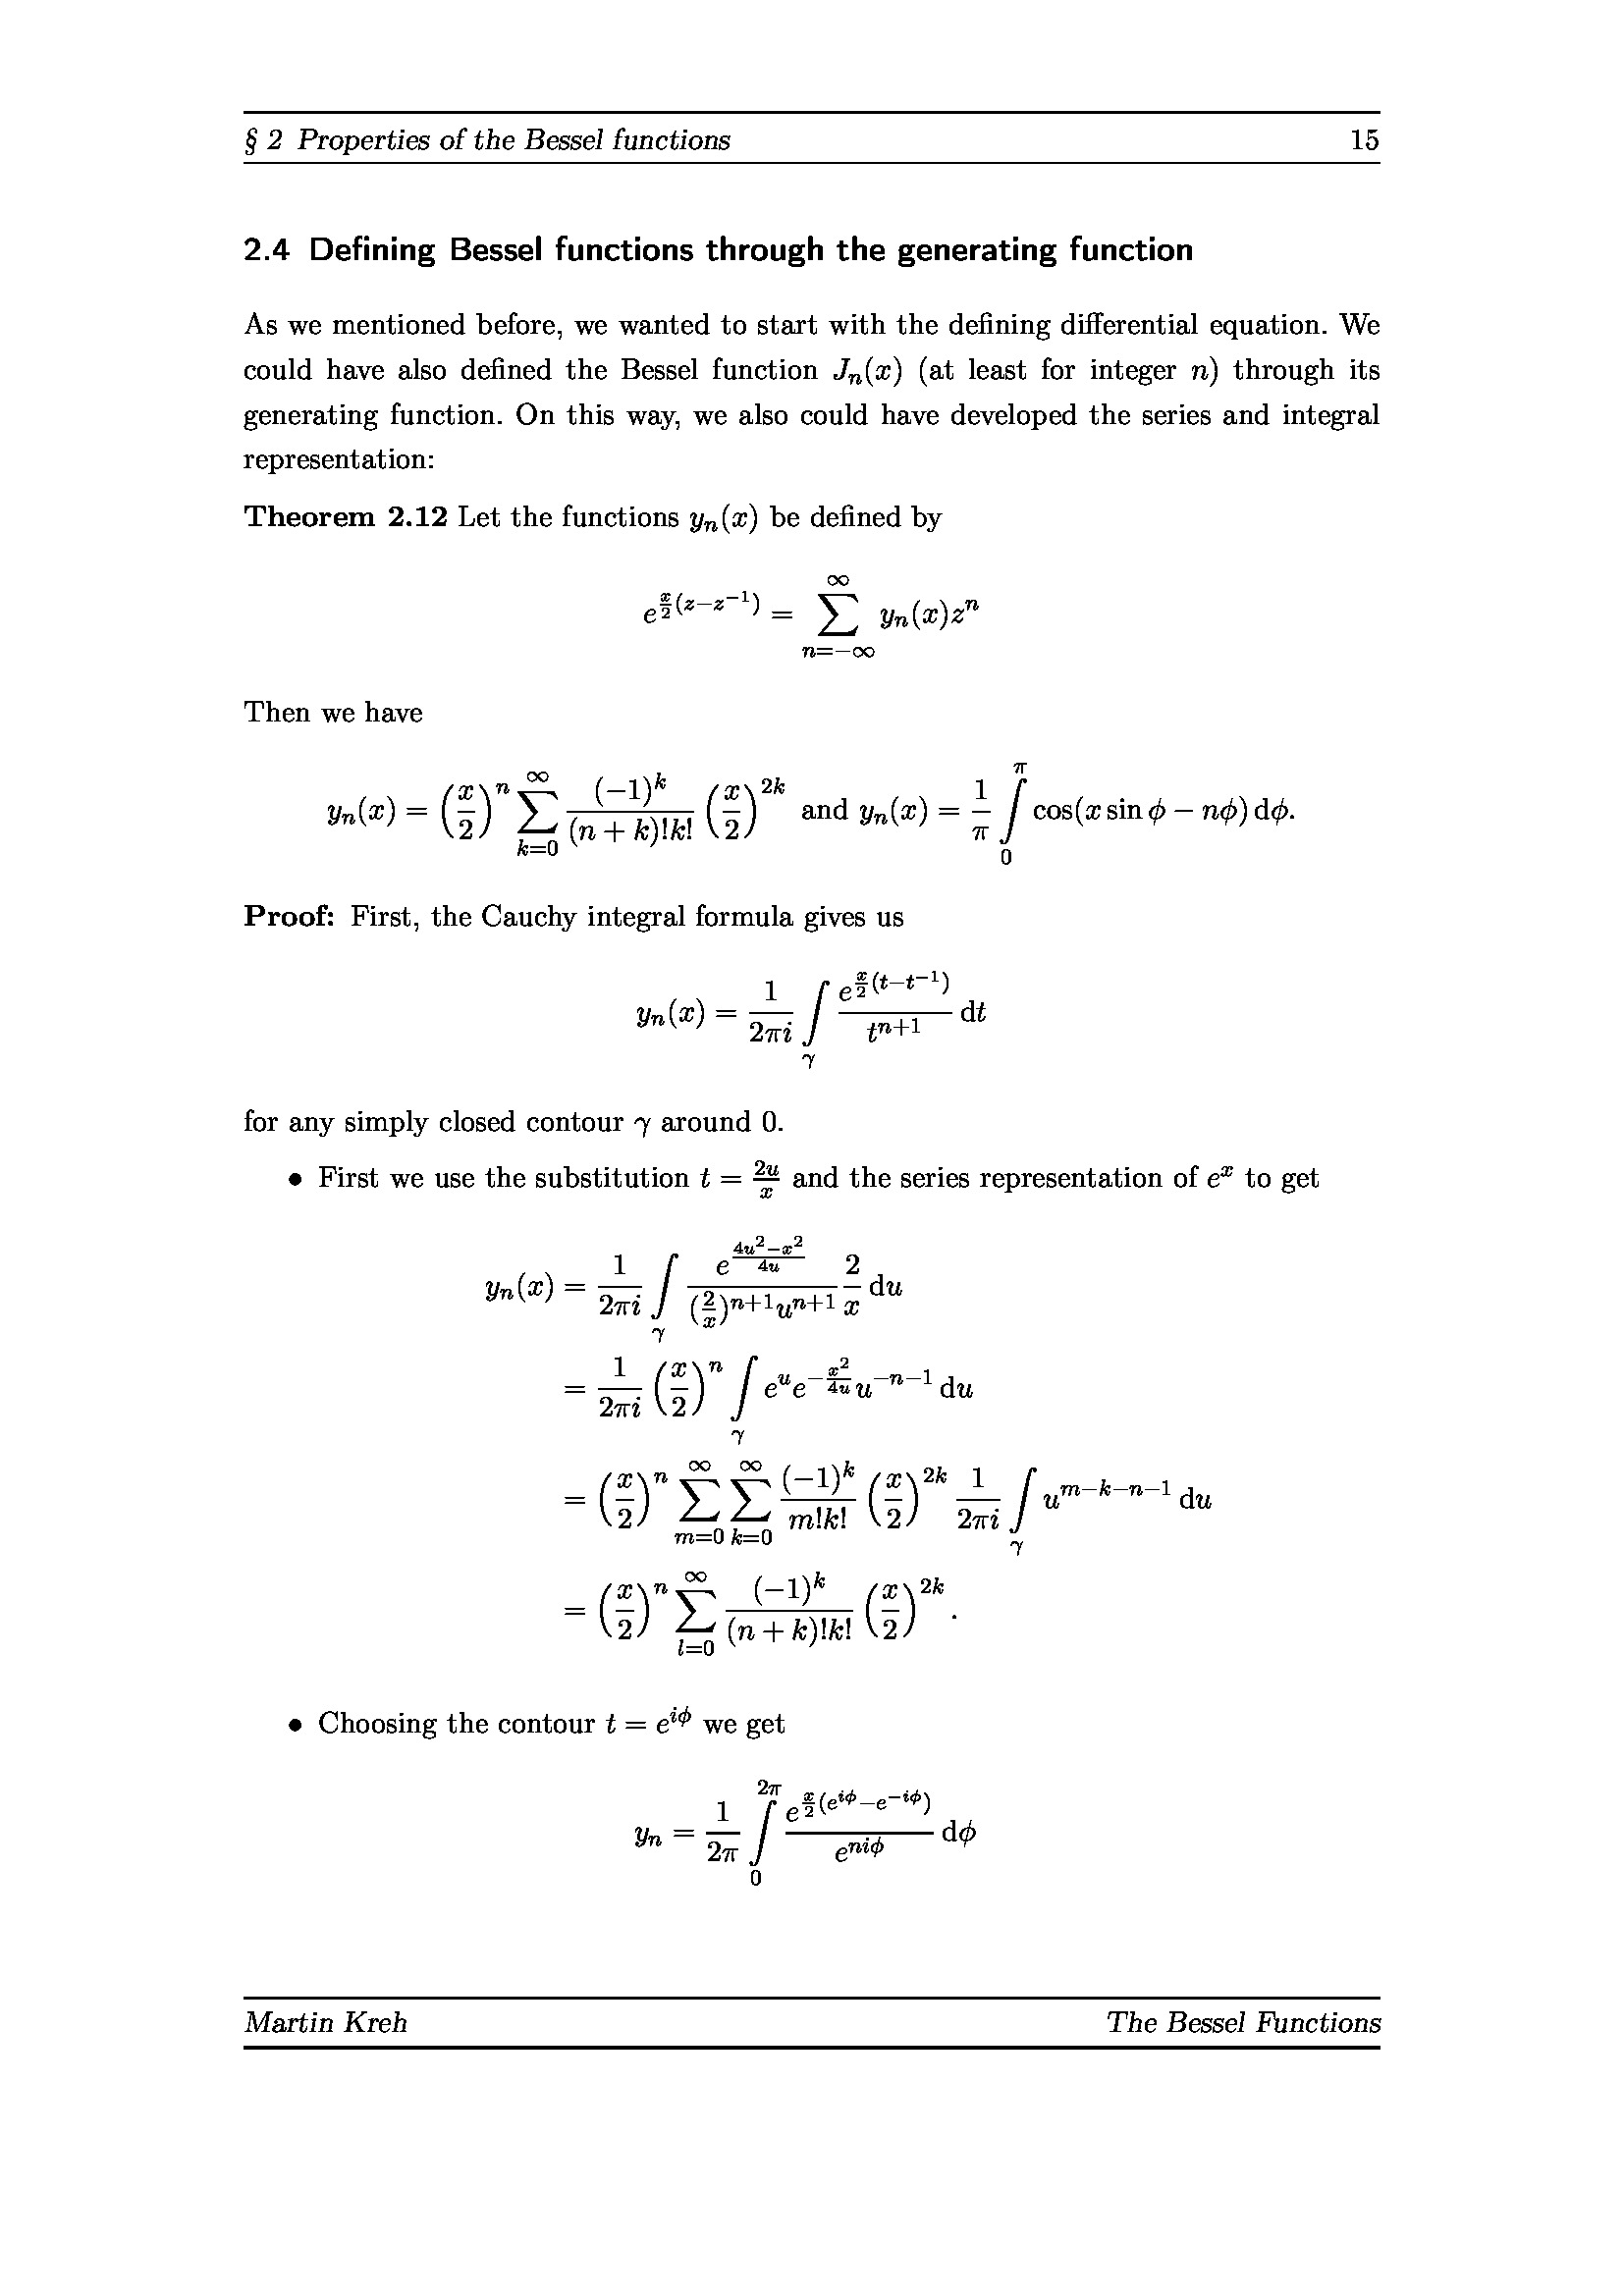 § 2 Properties of the Bessel functions 15
2.4 Defining Bessel functions through the generating function
As we mentioned before, we wanted to start with the defining differential equation. We
could have also defined the Bessel function $J_n(x)$ (at least for integer $n$) through its
generating function. On this way, we also could have developed the series and integral
representation:
Theorem 2.12 Let the functions $y_n(x)$ be defined by
$e^{\frac{x}{2}(z-z^{-1})} = \sum_{n=-\infty}^{\infty} y_n(x)z^n$
Then we have
$y_n(x) = \left(\frac{x}{2}\right)^n \sum_{k=0}^{\infty} \frac{(-1)^k}{(n+k)!k!} \left(\frac{x}{2}\right)^{2k}$ and $y_n(x) = \frac{1}{\pi} \int\limits_0^{\pi} \cos(x \sin\phi - n\phi)\,\mathrm{d}\phi.$
Proof: First, the Cauchy integral formula gives us
$y_n(x) = \frac{1}{2\pi i} \int\limits_{\gamma} \frac{e^{\frac{x}{2}(t-t^{-1})}}{t^{n+1}}\,\mathrm{d}t$
for any simply closed contour $\gamma$ around 0.
• First we use the substitution $t = \frac{2u}{x}$ and the series representation of $e^x$ to get
$y_n(x) = \frac{1}{2\pi i} \int\limits_{\gamma} \frac{e^{\frac{4u^2-x^2}{4u}}}{(\frac{2}{x})^{n+1}u^{n+1}} \frac{2}{x}\,\mathrm{d}u$
$= \frac{1}{2\pi i} \left(\frac{x}{2}\right)^n \int\limits_{\gamma} e^u e^{-\frac{x^2}{4u}} u^{-n-1}\,\mathrm{d}u$
$= \left(\frac{x}{2}\right)^n \sum_{m=0}^{\infty} \sum_{k=0}^{\infty} \frac{(-1)^k}{m!k!} \left(\frac{x}{2}\right)^{2k} \frac{1}{2\pi i} \int\limits_{\gamma} u^{m-k-n-1}\,\mathrm{d}u$
$= \left(\frac{x}{2}\right)^n \sum_{l=0}^{\infty} \frac{(-1)^k}{(n+k)!k!} \left(\frac{x}{2}\right)^{2k}.$
• Choosing the contour $t = e^{i\phi}$ we get
$y_n = \frac{1}{2\pi} \int\limits_0^{2\pi} \frac{e^{\frac{x}{2}(e^{i\phi}-e^{-i\phi})}}{e^{ni\phi}}\,\mathrm{d}\phi$
Martin Kreh The Bessel Functions